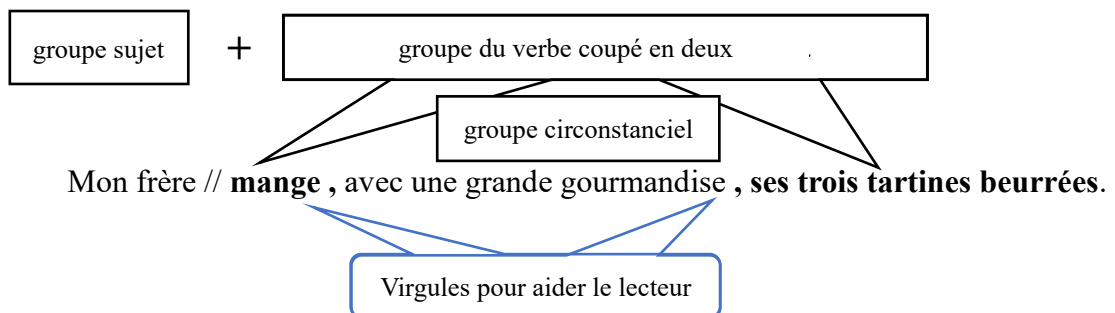 groupe sujet + groupe du verbe coupé en deux .
groupe circonstanciel
Mon frère // mange , avec une grande gourmandise , ses trois tartines beurrées.
Virgules pour aider le lecteur